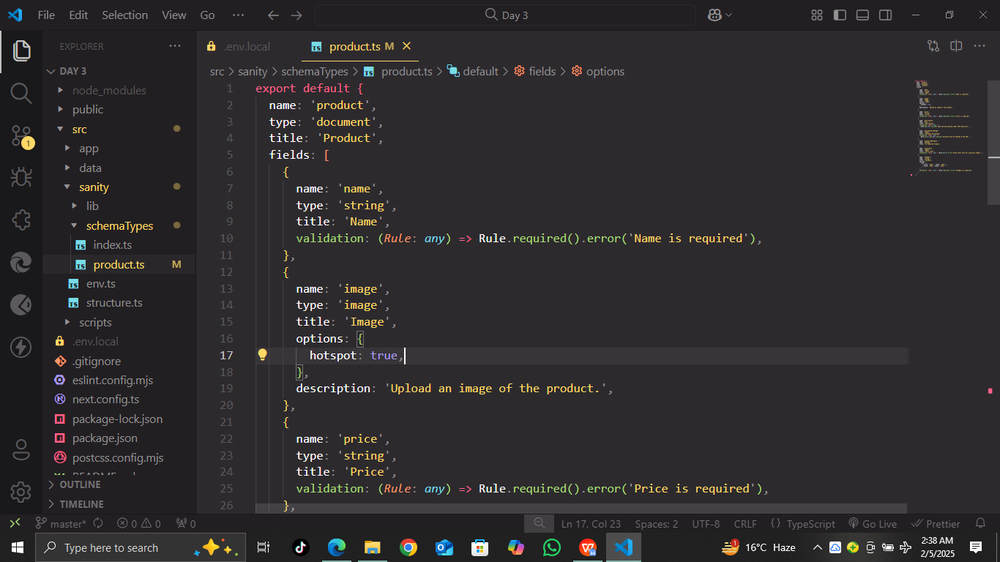 File Edit Selection View Go ··· Day 3
EXPLORER ···
DAY 3
node_modules
public
src
app
data
sanity
lib
schemaTypes
index.ts
product.ts M
env.ts
structure.ts
scripts
.env.local
.gitignore
eslint.config.mjs
next.config.ts
package-lock.json
package.json
postcss.config.mjs
OUTLINE
TIMELINE
1
.env.local product.ts M
src > sanity > schemaTypes > product.ts > default > fields > options
1 export default {
2 name: 'product',
3 type: 'document',
4 title: 'Product',
5 fields: [
6 {
7 name: 'name',
8 type: 'string',
9 title: 'Name',
10 validation: (Rule: any) => Rule.required().error('Name is required'),
11 },
12 {
13 name: 'image',
14 type: 'image',
15 title: 'Image',
16 options: {
17 hotspot: true,
18 },
19 description: 'Upload an image of the product.',
20 },
21 {
22 name: 'price',
23 type: 'string',
24 title: 'Price',
25 validation: (Rule: any) => Rule.required().error('Price is required'),
26 },
master* 0 0 0 Ln 17, Col 23 Spaces: 2 UTF-8 CRLF {} TypeScript Go Live Prettier
Type here to search 1 16°C Haze 2:38 AM
2/5/2025